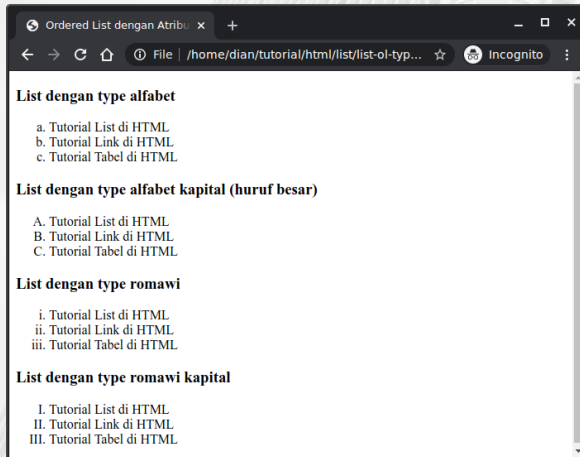 Ordered List dengan Atribu
File | /home/dian/tutorial/html/list/list-ol-typ... Incognito
List dengan type alfabet
a. Tutorial List di HTML
b. Tutorial Link di HTML
c. Tutorial Tabel di HTML
List dengan type alfabet kapital (huruf besar)
A. Tutorial List di HTML
B. Tutorial Link di HTML
C. Tutorial Tabel di HTML
List dengan type romawi
i. Tutorial List di HTML
ii. Tutorial Link di HTML
iii. Tutorial Tabel di HTML
List dengan type romawi kapital
I. Tutorial List di HTML
II. Tutorial Link di HTML
III. Tutorial Tabel di HTML